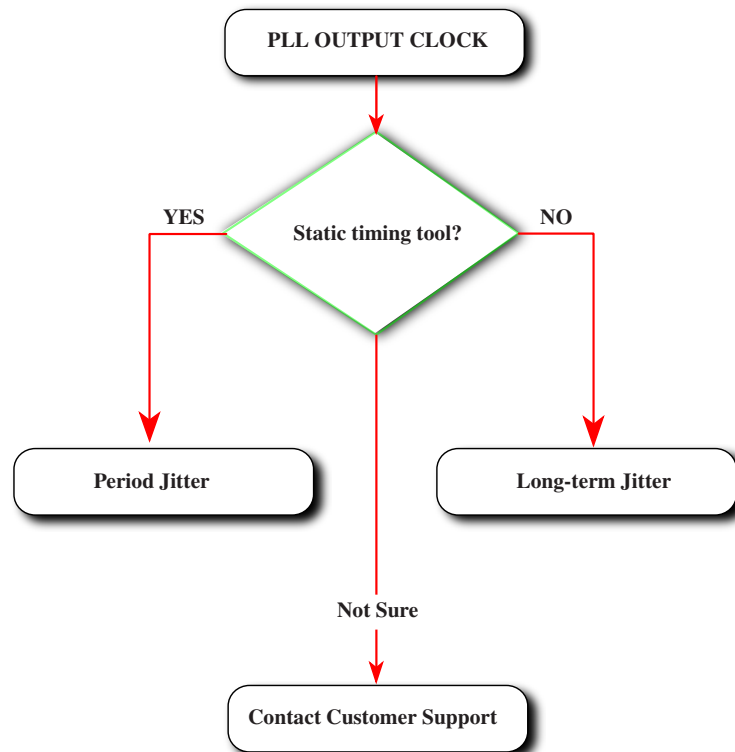 PLL OUTPUT CLOCK
YES
NO
Static timing tool?
Period Jitter
Long-term Jitter
Not Sure
Contact Customer Support